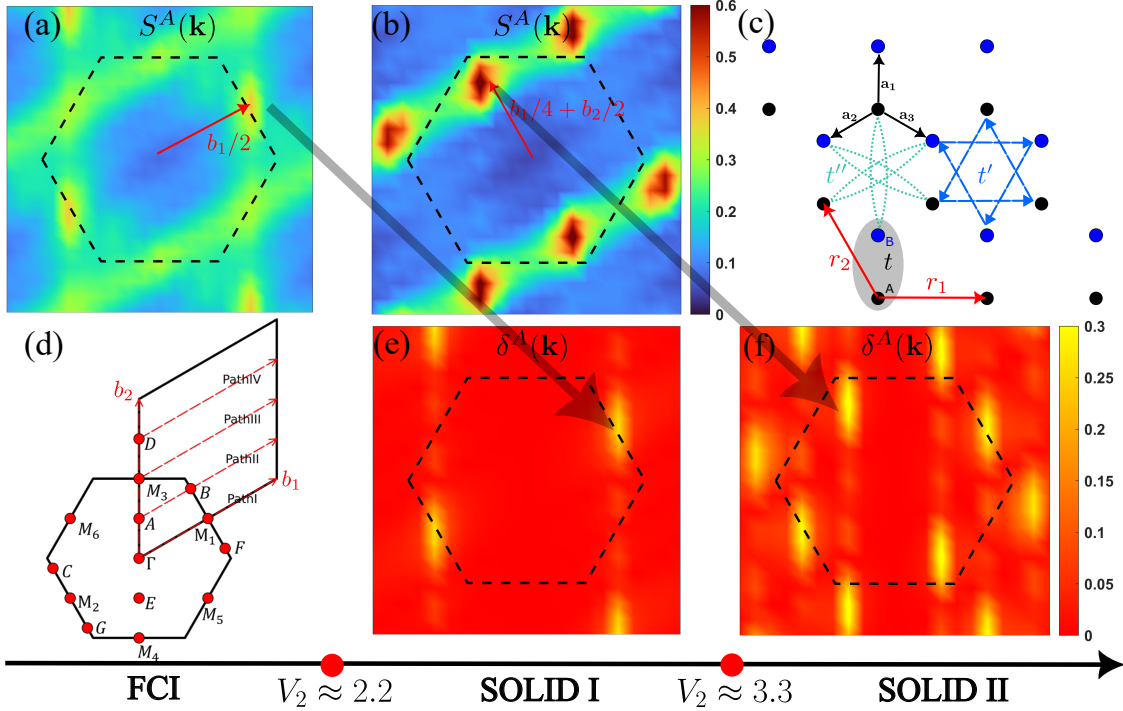 (a)
S^A(k)
b_1/2
(b)
S^A(k)
b_1/4 + b_2/2
0.6
0.5
0.4
0.3
0.2
0.1
0
(c)
a_1
a_2
a_3
t''
t'
B
t
A
r_2
r_1
(d)
b_2
PathIV
PathIII
PathII
PathI
b_1
D
M_3
B
A
M_1
M_6
Γ
F
C
M_2
E
M_5
G
M_4
(e)
δ^A(k)
(f)
δ^A(k)
0.3
0.25
0.2
0.15
0.1
0.05
0
FCI
V_2 ≈ 2.2
SOLID I
V_2 ≈ 3.3
SOLID II